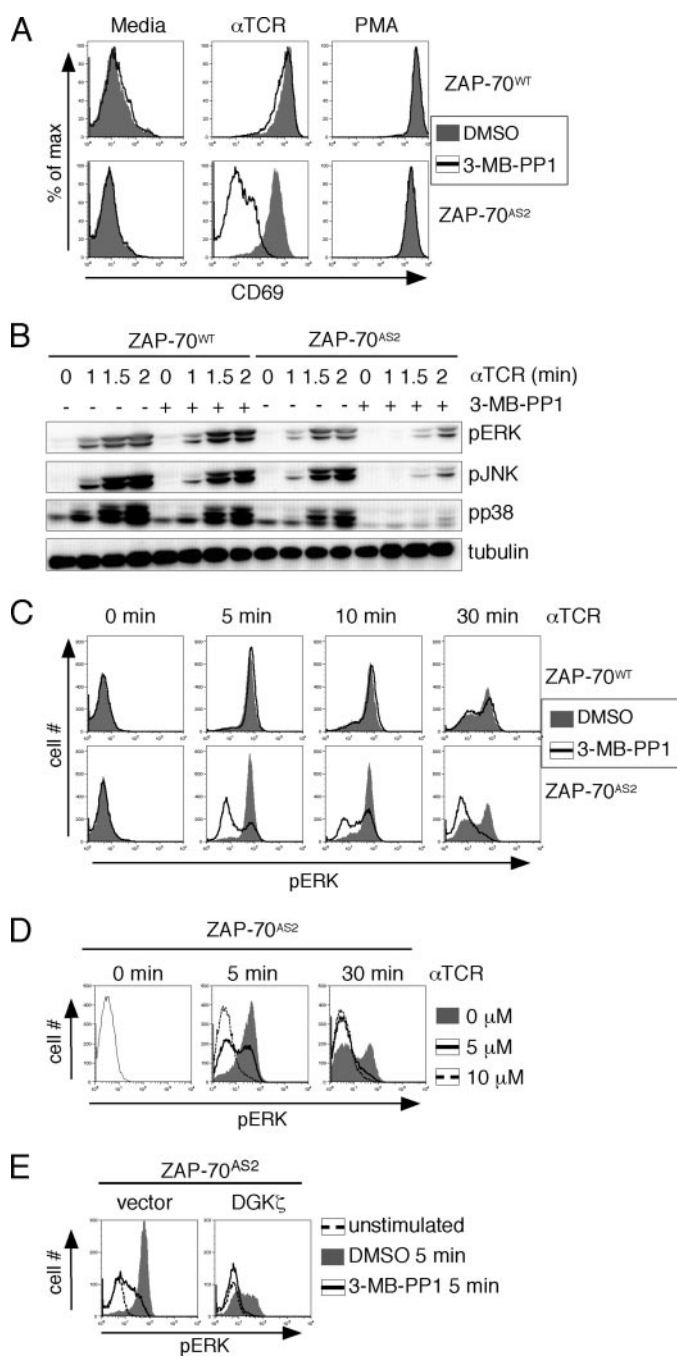 A
Media αTCR PMA
% of max
ZAP-70WT
DMSO
3-MB-PP1
ZAP-70AS2
CD69
B
ZAP-70WT ZAP-70AS2
0 1 1.5 2 0 1 1.5 2 0 1 1.5 2 0 1 1.5 2 αTCR (min)
- - - - + + + + - - - - + + + + 3-MB-PP1
pERK
pJNK
pp38
tubulin
C
0 min 5 min 10 min 30 min αTCR
cell #
ZAP-70WT
DMSO
3-MB-PP1
ZAP-70AS2
pERK
D
ZAP-70AS2
0 min 5 min 30 min αTCR
cell #
0 μM
5 μM
10 μM
pERK
E
ZAP-70AS2
vector DGKζ
cell #
unstimulated
DMSO 5 min
3-MB-PP1 5 min
pERK